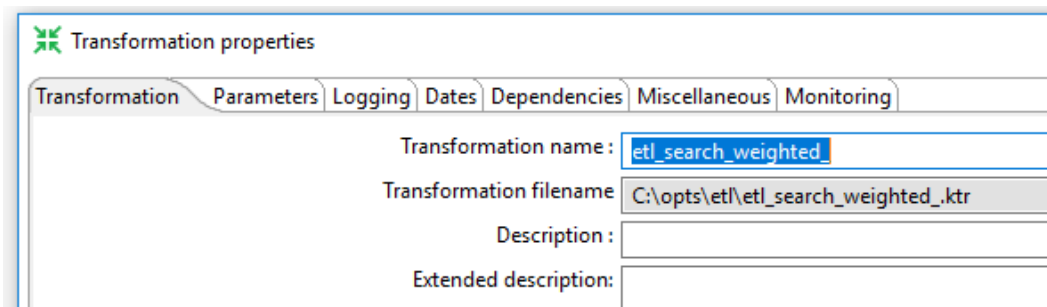 Transformation properties
Transformation Parameters Logging Dates Dependencies Miscellaneous Monitoring
Transformation name : etl_search_weighted_
Transformation filename C:\opts\etl\etl_search_weighted_.ktr
Description :
Extended description: